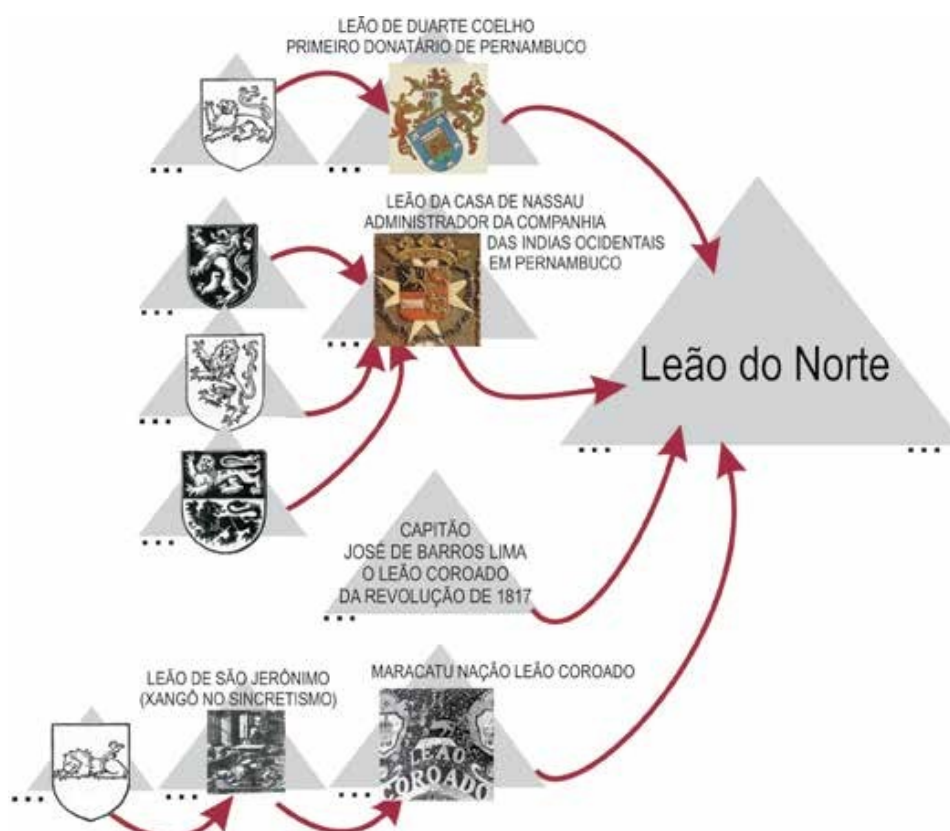 LEÃO DE DUARTE COELHO
PRIMEIRO DONATÁRIO DE PERNAMBUCO
LEÃO DA CASA DE NASSAU
ADMINISTRADOR DA COMPANHIA
DAS INDIAS OCIDENTAIS
EM PERNAMBUCO
Leão do Norte
CAPITÃO
JOSÉ DE BARROS LIMA
O LEÃO COROADO
DA REVOLUÇÃO DE 1817
LEÃO DE SÃO JERÔNIMO
(XANGÔ NO SINCRETISMO)
MARACATU NAÇÃO LEÃO COROADO
LEÃO
COROADO